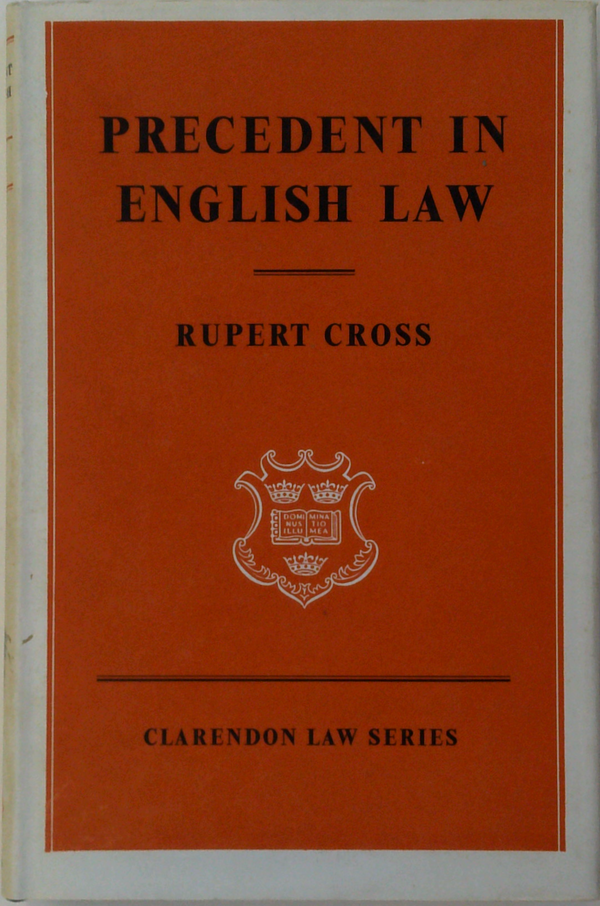 PRECEDENT IN
ENGLISH LAW
RUPERT CROSS
DOMI MINA
NUS TIO
ILLU MEA
CLARENDON LAW SERIES